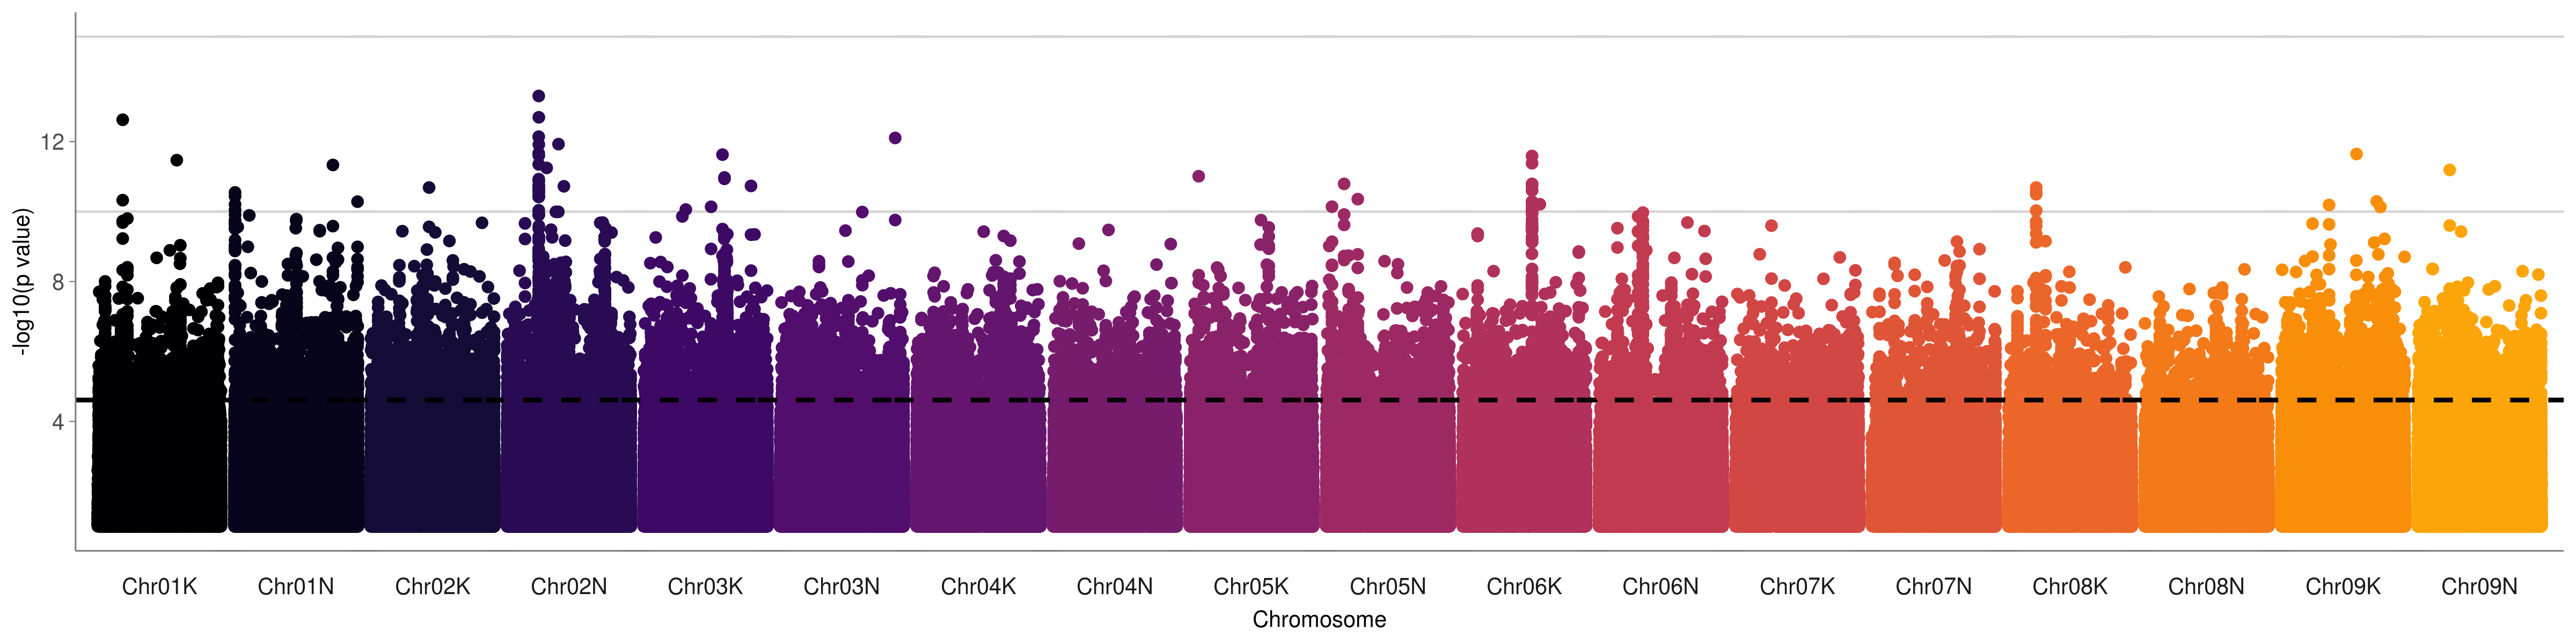 -log10(p value)
12
8
4
Chr01K Chr01N Chr02K Chr02N Chr03K Chr03N Chr04K Chr04N Chr05K Chr05N Chr06K Chr06N Chr07K Chr07N Chr08K Chr08N Chr09K Chr09N
Chromosome